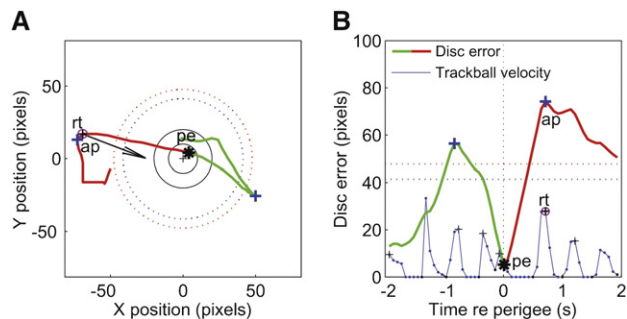 A
B
Y position (pixels)
50
0
-50
-50
0
50
X position (pixels)
rt
ap
pe
Disc error (pixels)
100
80
60
40
20
0
-2
-1
0
1
2
Time re perigee (s)
Disc error
Trackball velocity
ap
rt
pe